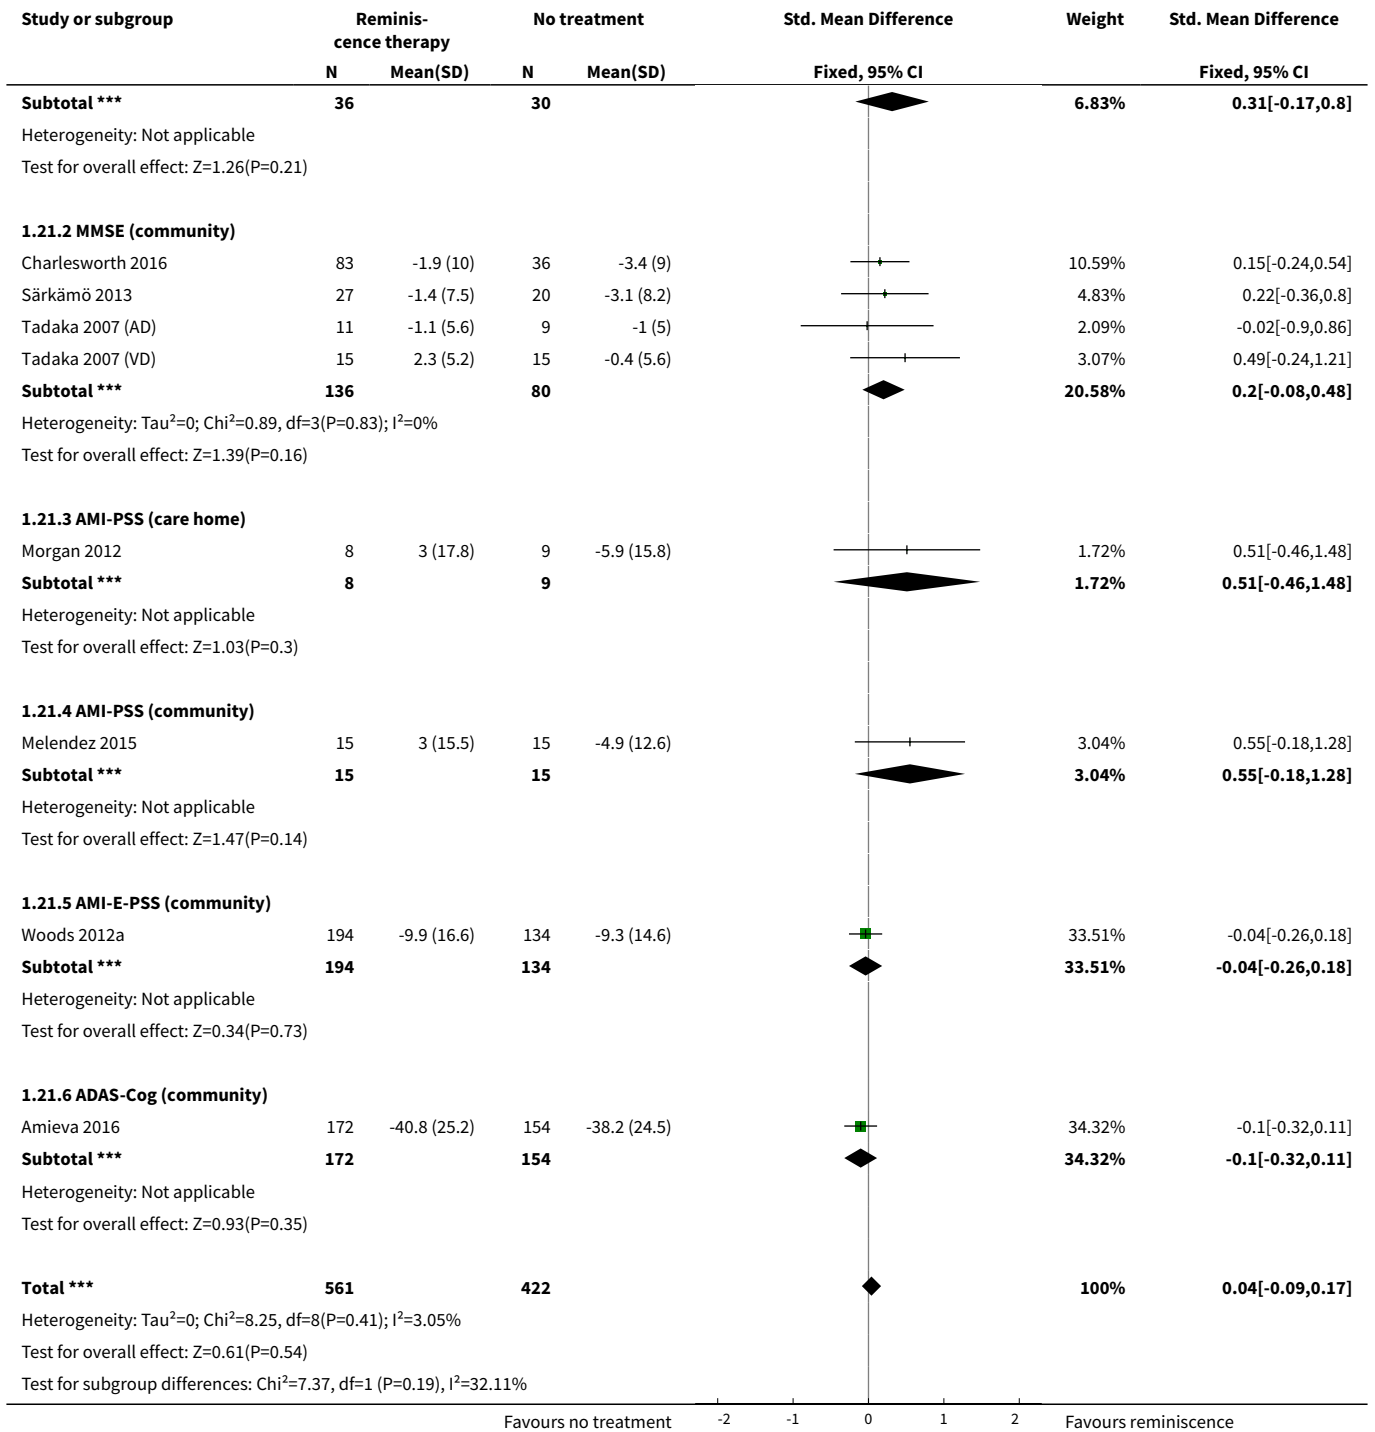 Study or subgroup Reminis- No treatment Std. Mean Difference Weight Std. Mean Difference
cence therapy
N Mean(SD) N Mean(SD) Fixed, 95% CI Fixed, 95% CI
Subtotal *** 36 30 6.83% 0.31[-0.17,0.8]
Heterogeneity: Not applicable
Test for overall effect: Z=1.26(P=0.21)
1.21.2 MMSE (community)
Charlesworth 2016 83 -1.9 (10) 36 -3.4 (9) 10.59% 0.15[-0.24,0.54]
Särkämö 2013 27 -1.4 (7.5) 20 -3.1 (8.2) 4.83% 0.22[-0.36,0.8]
Tadaka 2007 (AD) 11 -1.1 (5.6) 9 -1 (5) 2.09% -0.02[-0.9,0.86]
Tadaka 2007 (VD) 15 2.3 (5.2) 15 -0.4 (5.6) 3.07% 0.49[-0.24,1.21]
Subtotal *** 136 80 20.58% 0.2[-0.08,0.48]
Heterogeneity: Tau²=0; Chi²=0.89, df=3(P=0.83); I²=0%
Test for overall effect: Z=1.39(P=0.16)
1.21.3 AMI-PSS (care home)
Morgan 2012 8 3 (17.8) 9 -5.9 (15.8) 1.72% 0.51[-0.46,1.48]
Subtotal *** 8 9 1.72% 0.51[-0.46,1.48]
Heterogeneity: Not applicable
Test for overall effect: Z=1.03(P=0.3)
1.21.4 AMI-PSS (community)
Melendez 2015 15 3 (15.5) 15 -4.9 (12.6) 3.04% 0.55[-0.18,1.28]
Subtotal *** 15 15 3.04% 0.55[-0.18,1.28]
Heterogeneity: Not applicable
Test for overall effect: Z=1.47(P=0.14)
1.21.5 AMI-E-PSS (community)
Woods 2012a 194 -9.9 (16.6) 134 -9.3 (14.6) 33.51% -0.04[-0.26,0.18]
Subtotal *** 194 134 33.51% -0.04[-0.26,0.18]
Heterogeneity: Not applicable
Test for overall effect: Z=0.34(P=0.73)
1.21.6 ADAS-Cog (community)
Amieva 2016 172 -40.8 (25.2) 154 -38.2 (24.5) 34.32% -0.1[-0.32,0.11]
Subtotal *** 172 154 34.32% -0.1[-0.32,0.11]
Heterogeneity: Not applicable
Test for overall effect: Z=0.93(P=0.35)
Total *** 561 422 100% 0.04[-0.09,0.17]
Heterogeneity: Tau²=0; Chi²=8.25, df=8(P=0.41); I²=3.05%
Test for overall effect: Z=0.61(P=0.54)
Test for subgroup differences: Chi²=7.37, df=1 (P=0.19), I²=32.11%
Favours no treatment -2 -1 0 1 2 Favours reminiscence